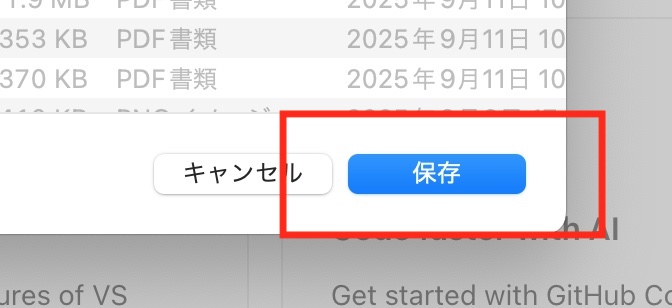 1.9 MB PDF書類 2025年9月11日 10
353 KB PDF書類 2025年9月11日 10
370 KB PDF書類 2025年9月11日 10
キャンセル 保存
Code faster with AI
ures of VS Get started with GitHub Co